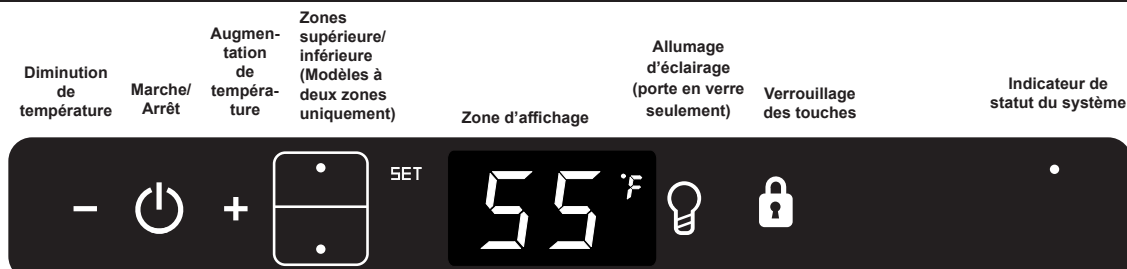 Diminution
de
température
Marche/
Arrêt
Augmen-
tation
de
tempéra-
ture
Zones
supérieure/
inférieure
(Modèles à
deux zones
uniquement)
Zone d'affichage
Allumage
d'éclairage
(porte en verre
seulement)
Verrouillage
des touches
Indicateur de
statut du système
SET
55 °F